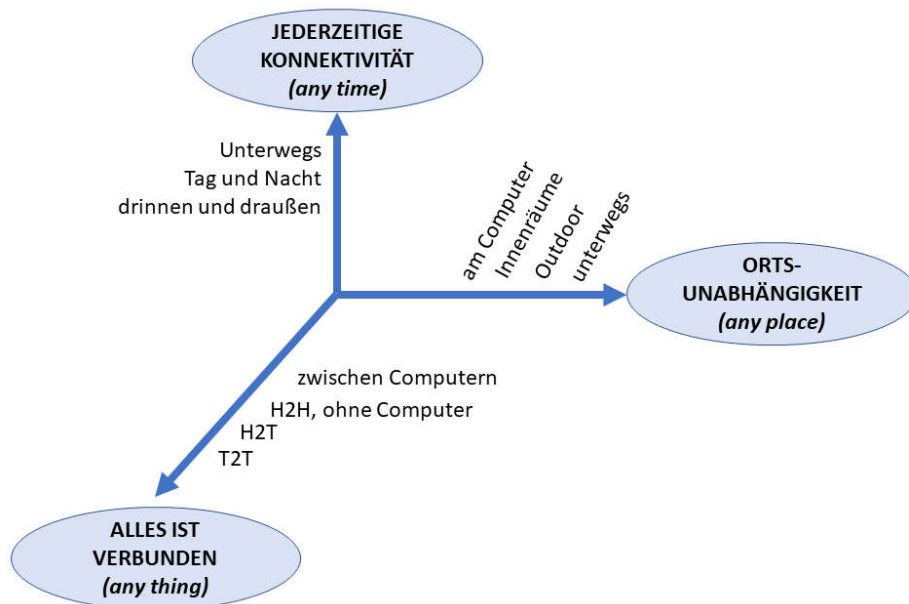 JEDERZEITIGE
KONNEKTIVITÄT
(any time)
Unterwegs
Tag und Nacht
drinnen und draußen
am Computer
Innenräume
Outdoor
unterwegs
ORTS-
UNABHÄNGIGKEIT
(any place)
zwischen Computern
H2H, ohne Computer
H2T
T2T
ALLES IST
VERBUNDEN
(any thing)